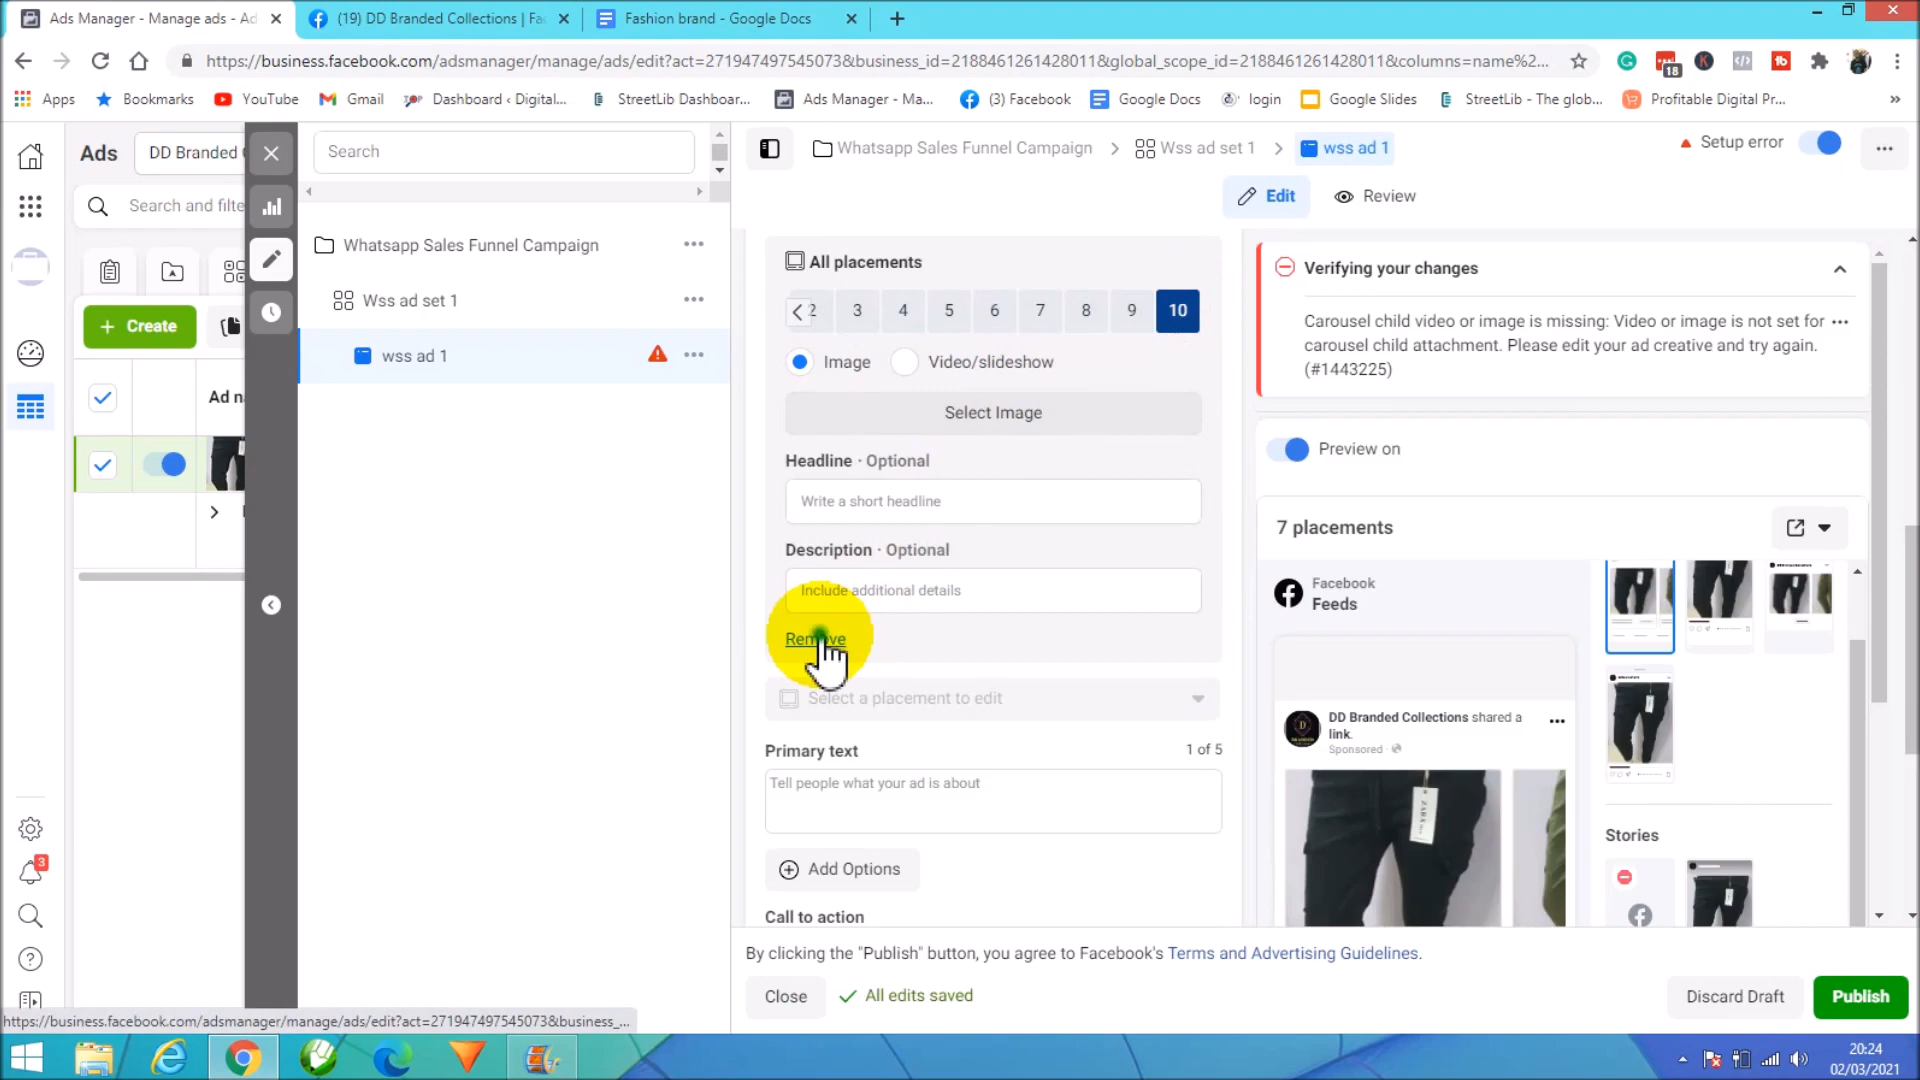 Ads Manager - Manage ads - Ad
(19) DD Branded Collections | Fa
Fashion brand - Google Docs
https://business.facebook.com/adsmanager/manage/ads/edit?act=271947497545073&business_id=2188461261428011&global_scope_id=2188461261428011&columns=name%2...
18
Apps
Bookmarks
YouTube
Gmail
Dashboard ‹ Digital...
StreetLib Dashboar...
Ads Manager - Ma...
(3) Facebook
Google Docs
login
Google Slides
StreetLib - The glob...
Profitable Digital Pr...
»
Ads
DD Branded
Search
Whatsapp Sales Funnel Campaign
Wss ad set 1
wss ad 1
Setup error
Edit
Review
Search and filte
Create
Ad n
Whatsapp Sales Funnel Campaign
Wss ad set 1
wss ad 1
All placements
2 3 4 5 6 7 8 9 10
Image
Video/slideshow
Select Image
Headline · Optional
Write a short headline
Description · Optional
Include additional details
Remove
Select a placement to edit
Primary text
1 of 5
Tell people what your ad is about
Add Options
Call to action
Verifying your changes
Carousel child video or image is missing: Video or image is not set for
carousel child attachment. Please edit your ad creative and try again.
(#1443225)
Preview on
7 placements
Facebook
Feeds
DD Branded Collections shared a
link.
Sponsored ·
ZARA
Stories
3
By clicking the "Publish" button, you agree to Facebook's Terms and Advertising Guidelines.
Close
All edits saved
Discard Draft
Publish
https://business.facebook.com/adsmanager/manage/ads/edit?act=271947497545073&business_...
20:24
02/03/2021